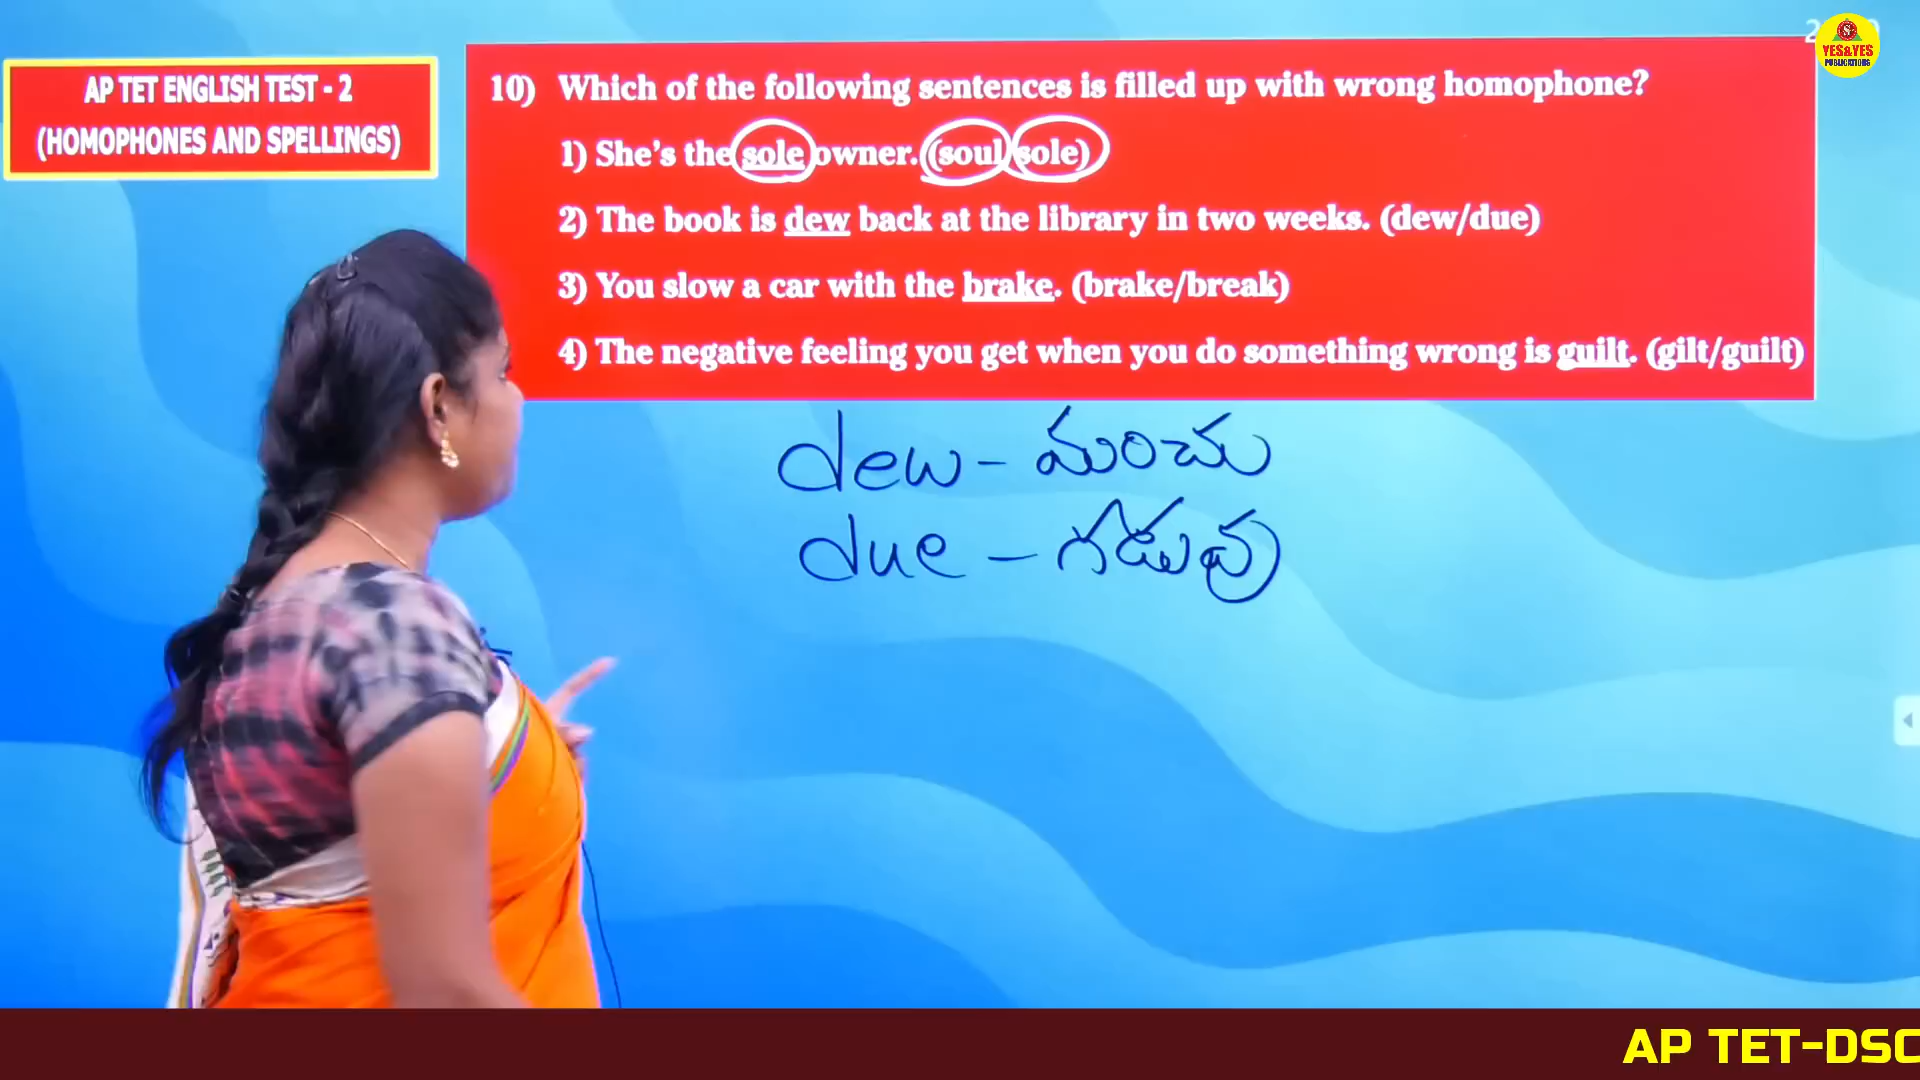 YES&YES
PUBLICATIONS
AP TET ENGLISH TEST - 2
(HOMOPHONES AND SPELLINGS)
10) Which of the following sentences is filled up with wrong homophone?
1) She's the sole owner. (soul/sole)
2) The book is dew back at the library in two weeks. (dew/due)
3) You slow a car with the brake. (brake/break)
4) The negative feeling you get when you do something wrong is guilt. (gilt/guilt)
dew - మంచు
due - గడువు
AP TET-DSC